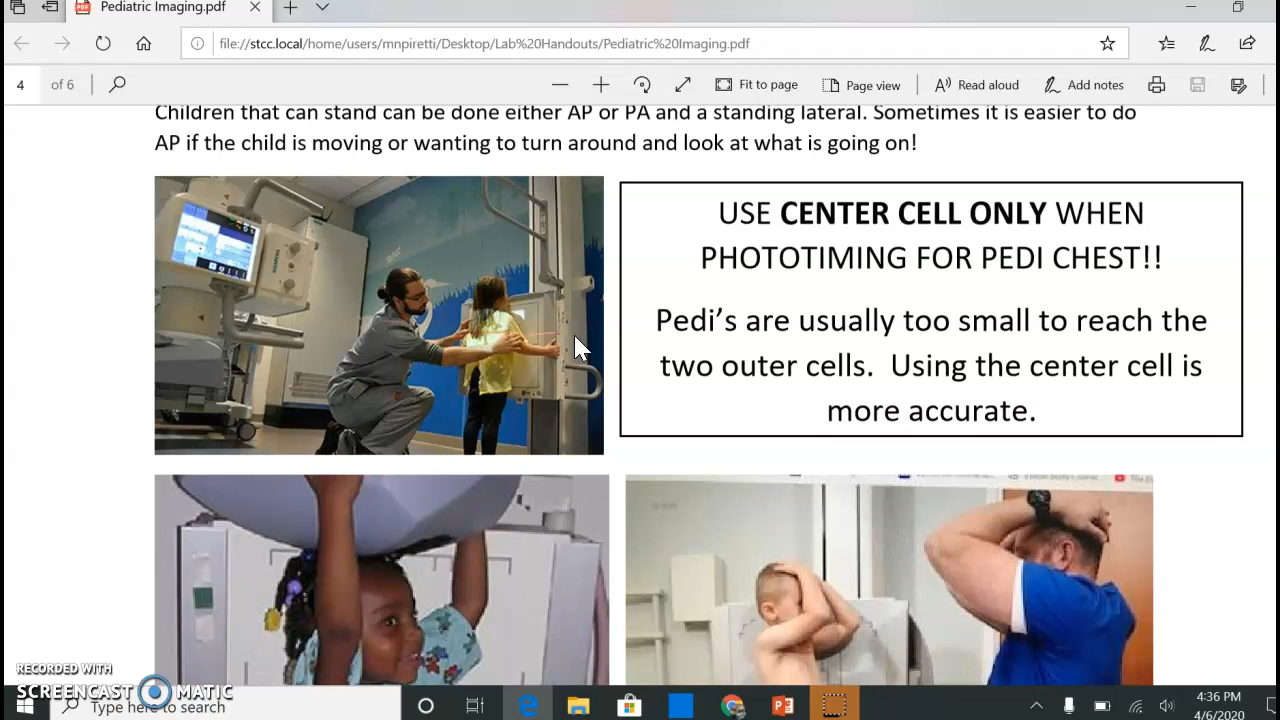 Pediatric Imaging.pdf
file://stcc.local/home/users/mnpiretti/Desktop/Lab%20Handouts/Pediatric%20Imaging.pdf
4 of 6
Fit to page
Page view
Read aloud
Add notes
Children that can stand can be done either AP or PA and a standing lateral. Sometimes it is easier to do
AP if the child is moving or wanting to turn around and look at what is going on!
USE CENTER CELL ONLY WHEN
PHOTOTIMING FOR PEDI CHEST!!
Pedi's are usually too small to reach the
two outer cells. Using the center cell is
more accurate.
RECORDED WITH
SCREENCAST MATIC
Type here to search
4:36 PM
4/6/2020